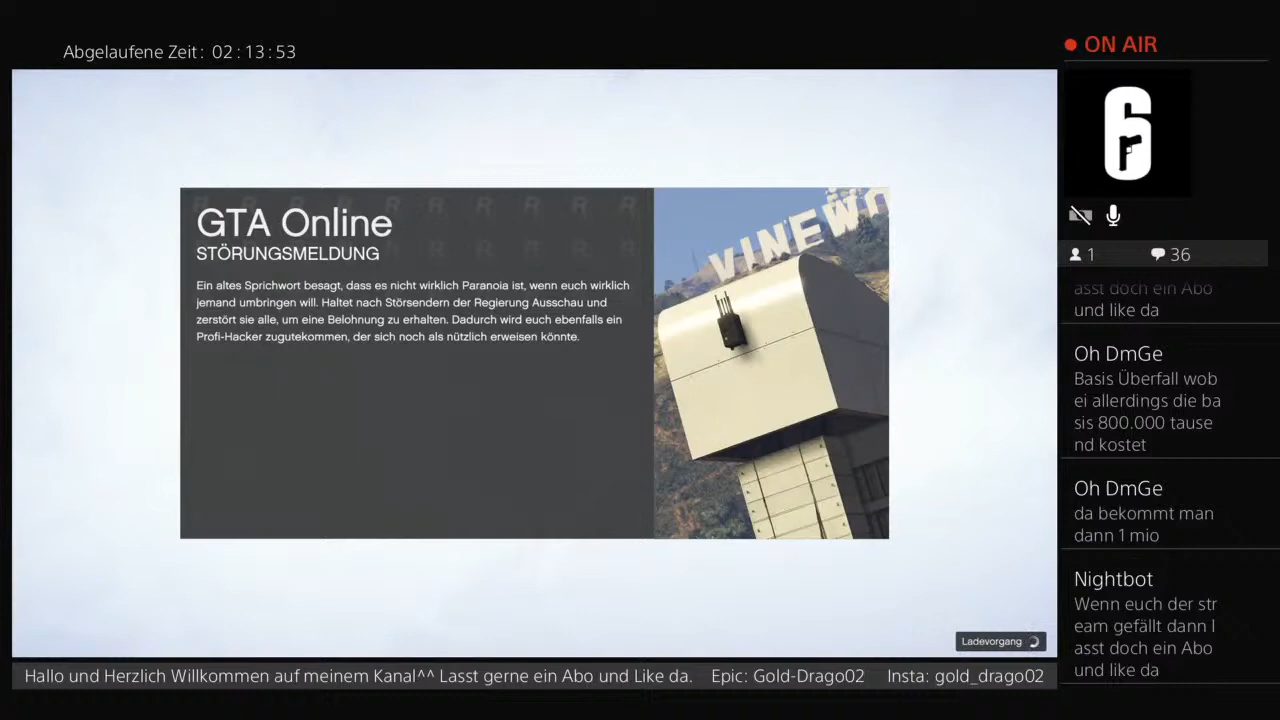 Abgelaufene Zeit: 02:13:53
ON AIR
6
GTA Online
STÖRUNGSMELDUNG
Ein altes Sprichwort besagt, dass es nicht wirklich Paranoia ist, wenn euch wirklich
jemand umbringen will. Haltet nach Störsendern der Regierung Ausschau und
zerstört sie alle, um eine Belohnung zu erhalten. Dadurch wird euch ebenfalls ein
Profi-Hacker zugutekommen, der sich noch als nützlich erweisen könnte.
VINEW
Ladevorgang
1 36
asst doch ein Abo
und like da
Oh DmGe
Basis Überfall wob
ei allerdings die ba
sis 800.000 tause
nd kostet
Oh DmGe
da bekommt man
dann 1 mio
Nightbot
Wenn euch der str
eam gefällt dann l
asst doch ein Abo
und like da
Hallo und Herzlich Willkommen auf meinem Kanal^^ Lasst gerne ein Abo und Like da. Epic: Gold-Drago02 Insta: gold_drago02